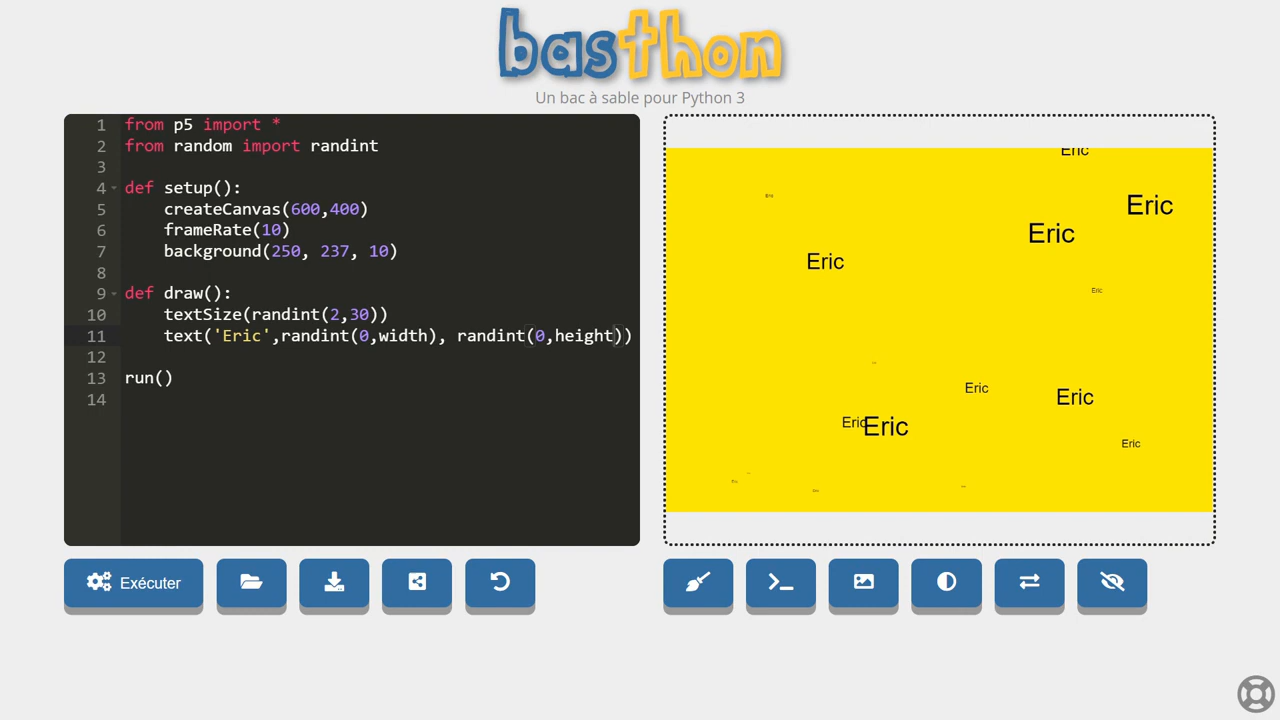 basthon
Un bac à sable pour Python 3
1 from p5 import *
2 from random import randint
3
4 def setup():
5     createCanvas(600,400)
6     frameRate(10)
7     background(250, 237, 10)
8
9 def draw():
10     textSize(randint(2,30))
11     text('Eric',randint(0,width), randint(0,height))
12
13 run()
14
Eric
Eric
Eric
Eric
Eric
Eric
Eric
Eric
Eric Eric
Eric
Exécuter